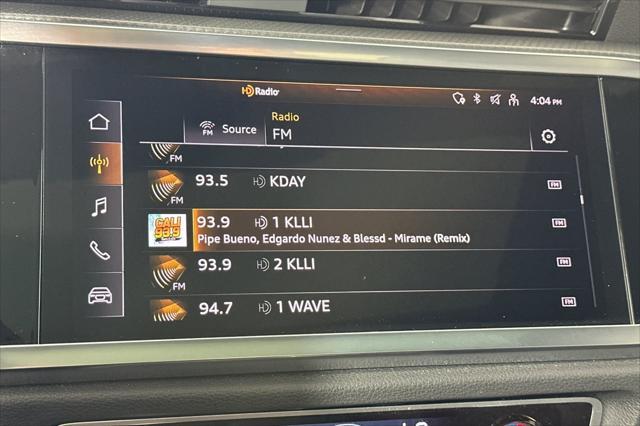 HD Radio
4:04 PM
FM Source
Radio
FM
FM
93.5 HD KDAY FM
FM
CALI 93.9
93.9 HD 1 KLLI FM
Pipe Bueno, Edgardo Nunez & Blessd - Mirame (Remix)
93.9 HD 2 KLLI FM
FM
94.7 HD 1 WAVE FM